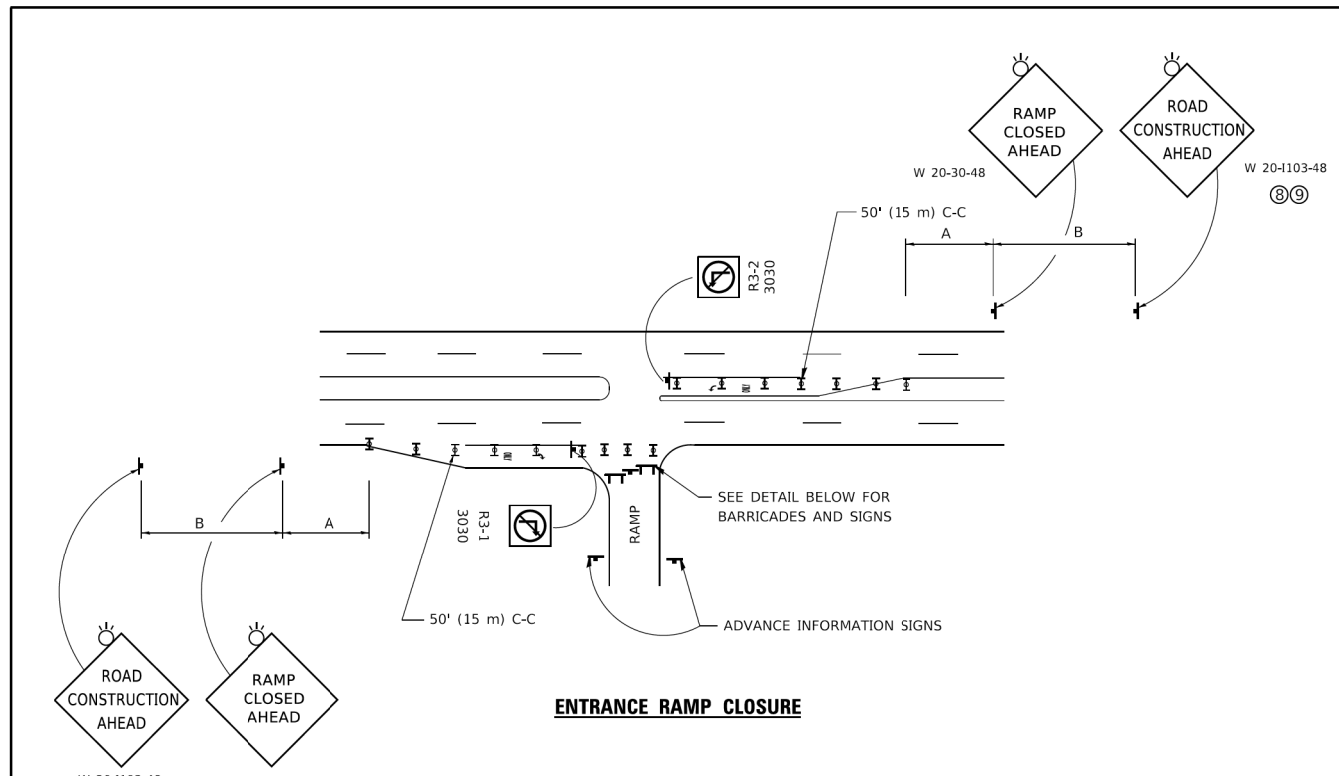 RAMP
CLOSED
AHEAD
ROAD
CONSTRUCTION
AHEAD
W 20-30-48
W 20-I103-48
⑧⑨
50' (15 m) C-C
A
B
R3-2
3030
ONLY
SEE DETAIL BELOW FOR
BARRICADES AND SIGNS
B
A
R3-1
3030
ONLY
RAMP
50' (15 m) C-C
ADVANCE INFORMATION SIGNS
ROAD
CONSTRUCTION
AHEAD
RAMP
CLOSED
AHEAD
ENTRANCE RAMP CLOSURE